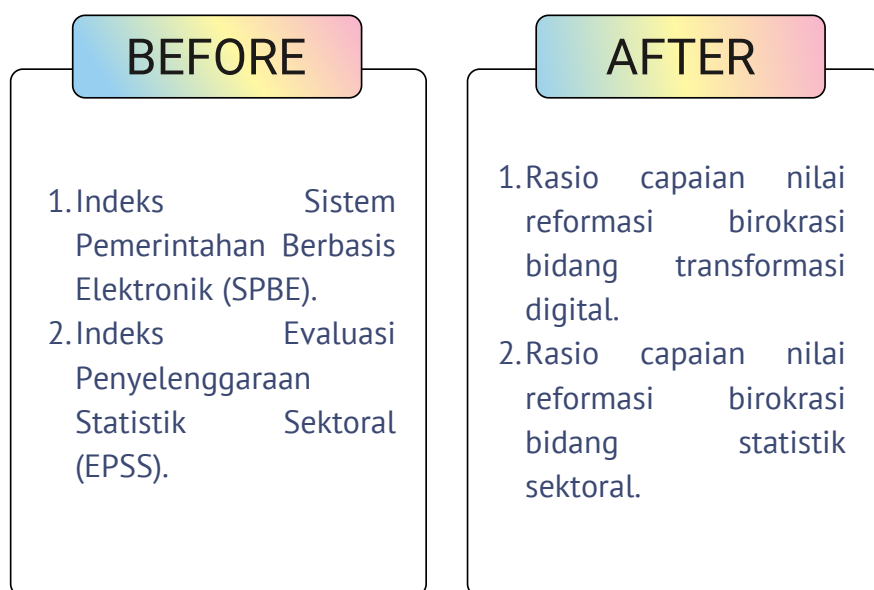 BEFORE
1. Indeks Sistem
Pemerintahan Berbasis
Elektronik (SPBE).
2. Indeks Evaluasi
Penyelenggaraan
Statistik Sektoral
(EPSS).
AFTER
1. Rasio capaian nilai
reformasi birokrasi
bidang transformasi
digital.
2. Rasio capaian nilai
reformasi birokrasi
bidang statistik
sektoral.